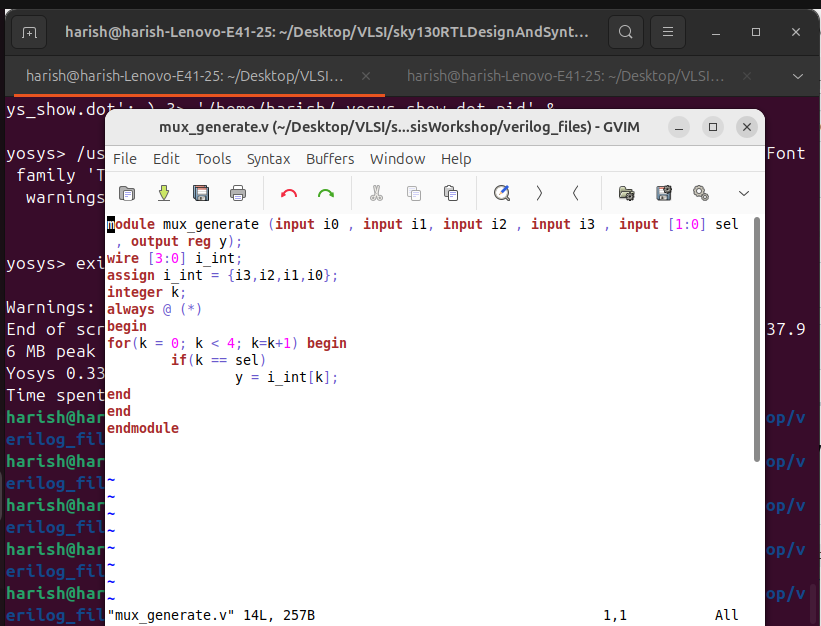 harish@harish-Lenovo-E41-25: ~/Desktop/VLSI/sky130RTLDesignAndSynt...
harish@harish-Lenovo-E41-25: ~/Desktop/VLSI... × harish@harish-Lenovo-E41-25: ~/Desktop/VLSI... ×
ys_show.dot';
mux_generate.v (~/Desktop/VLSI/s...sisWorkshop/verilog_files) - GVIM
yosys> /us Font
File Edit Tools Syntax Buffers Window Help
family 'T
warnings
module mux_generate (input i0 , input i1, input i2 , input i3 , input [1:0] sel
, output reg y);
wire [3:0] i_int;
yosys> exi
assign i_int = {i3,i2,i1,i0};
integer k;
Warnings:
always @ (*)
End of scr 37.9
begin
for(k = 0; k < 4; k=k+1) begin
6 MB peak
if(k == sel)
Yosys 0.33
y = i_int[k];
Time spent
end
end
harish@har op/v
endmodule
erilog_fil
harish@har op/v
erilog_fil
~
~
harish@har op/v
~
erilog_fil
~
harish@har op/v
~
erilog_fil
~
~
harish@har op/v
~
erilog_fil
"mux_generate.v" 14L, 257B 1,1 All